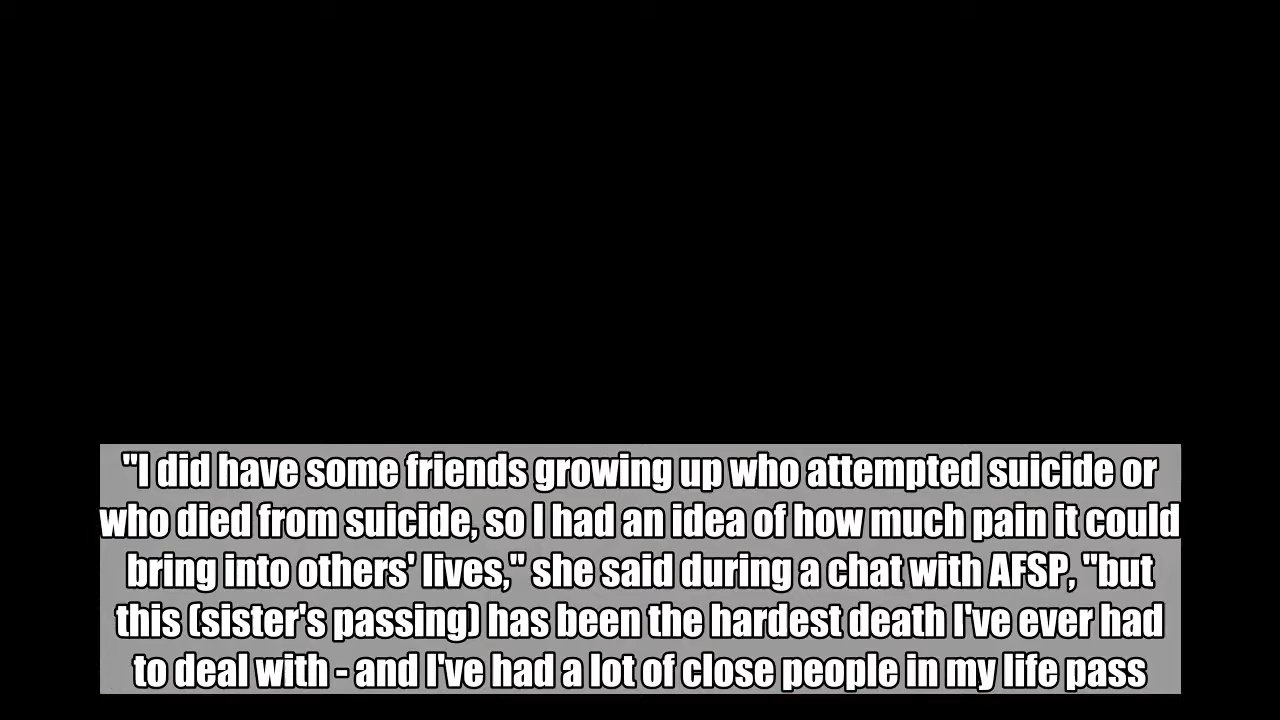 "I did have some friends growing up who attempted suicide or
who died from suicide, so I had an idea of how much pain it could
bring into others' lives," she said during a chat with AFSP, "but
this (sister's passing) has been the hardest death I've ever had
to deal with - and I've had a lot of close people in my life pass